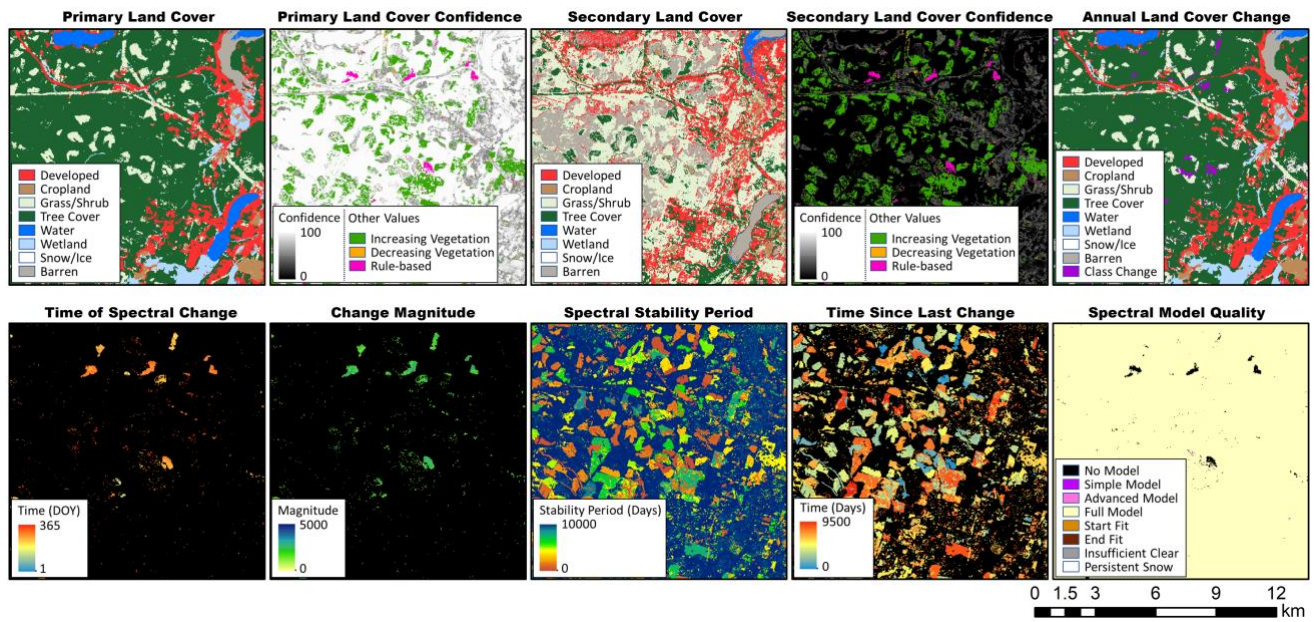 Primary Land Cover
Developed
Cropland
Grass/Shrub
Tree Cover
Water
Wetland
Snow/Ice
Barren
Primary Land Cover Confidence
Confidence
100
0
Other Values
Increasing Vegetation
Decreasing Vegetation
Rule-based
Secondary Land Cover
Developed
Cropland
Grass/Shrub
Tree Cover
Water
Wetland
Snow/Ice
Barren
Secondary Land Cover Confidence
Confidence
100
0
Other Values
Increasing Vegetation
Decreasing Vegetation
Rule-based
Annual Land Cover Change
Developed
Cropland
Grass/Shrub
Tree Cover
Water
Wetland
Snow/Ice
Barren
Class Change
Time of Spectral Change
Time (DOY)
365
1
Change Magnitude
Magnitude
5000
0
Spectral Stability Period
Stability Period (Days)
10000
0
Time Since Last Change
Time (Days)
9500
0
Spectral Model Quality
No Model
Simple Model
Advanced Model
Full Model
Start Fit
End Fit
Insufficient Clear
Persistent Snow
0 1.5 3 6 9 12
km